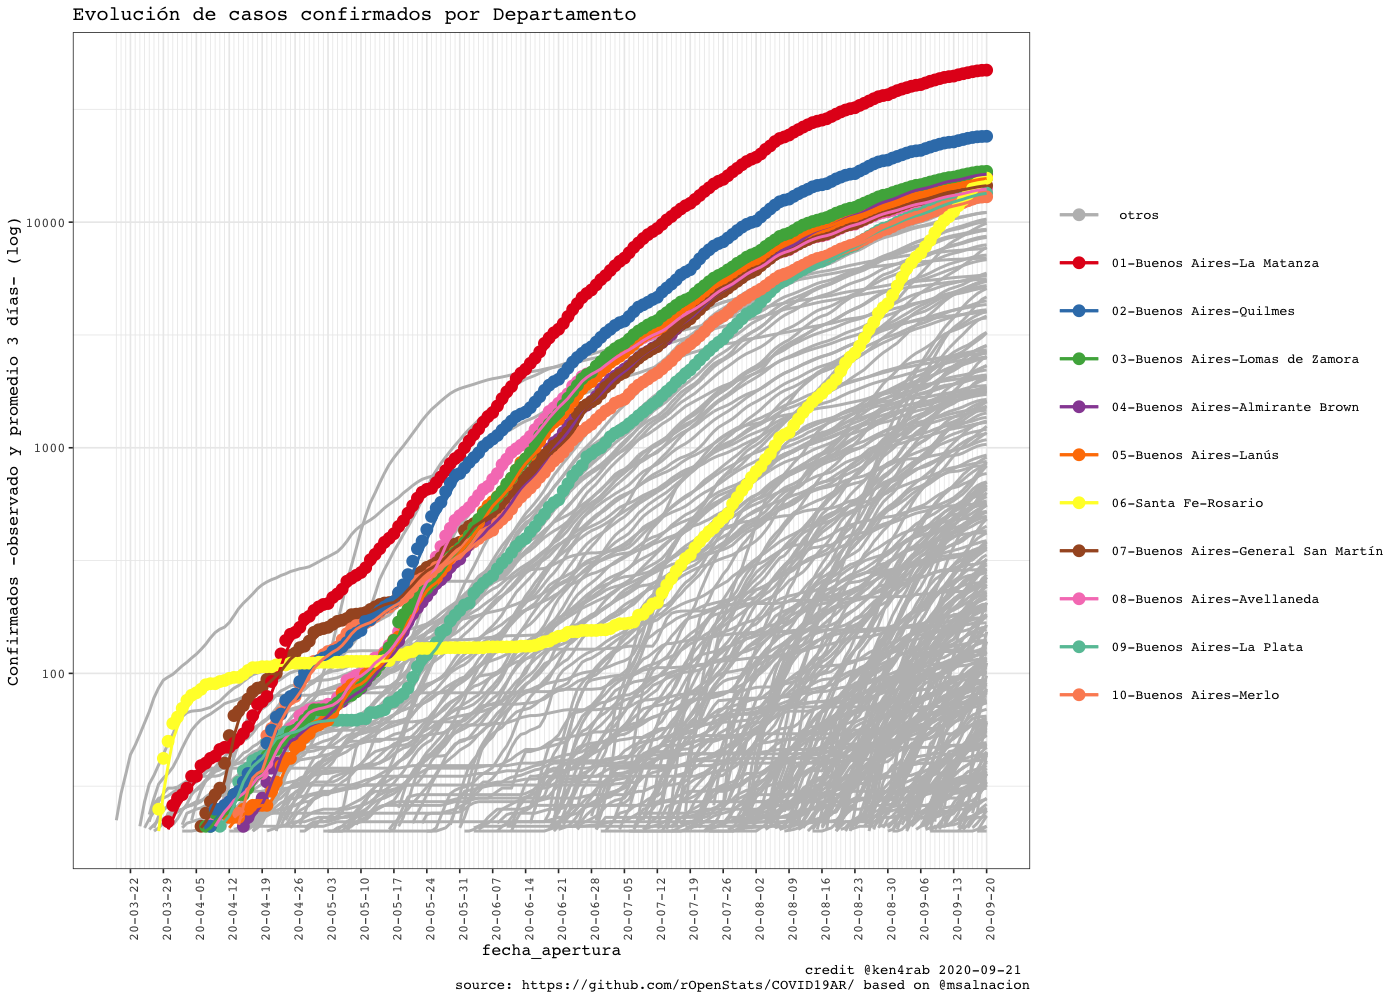 Evolución de casos confirmados por Departamento
Confirmados -observado y promedio 3 días- (log)
10000
1000
100
20-03-22
20-03-29
20-04-05
20-04-12
20-04-19
20-04-26
20-05-03
20-05-10
20-05-17
20-05-24
20-05-31
20-06-07
20-06-14
20-06-21
20-06-28
20-07-05
20-07-12
20-07-19
20-07-26
20-08-02
20-08-09
20-08-16
20-08-23
20-08-30
20-09-06
20-09-13
20-09-20
fecha_apertura
otros
01-Buenos Aires-La Matanza
02-Buenos Aires-Quilmes
03-Buenos Aires-Lomas de Zamora
04-Buenos Aires-Almirante Brown
05-Buenos Aires-Lanús
06-Santa Fe-Rosario
07-Buenos Aires-General San Martín
08-Buenos Aires-Avellaneda
09-Buenos Aires-La Plata
10-Buenos Aires-Merlo
credit @ken4rab 2020-09-21
source: https://github.com/rOpenStats/COVID19AR/ based on @msalnacion